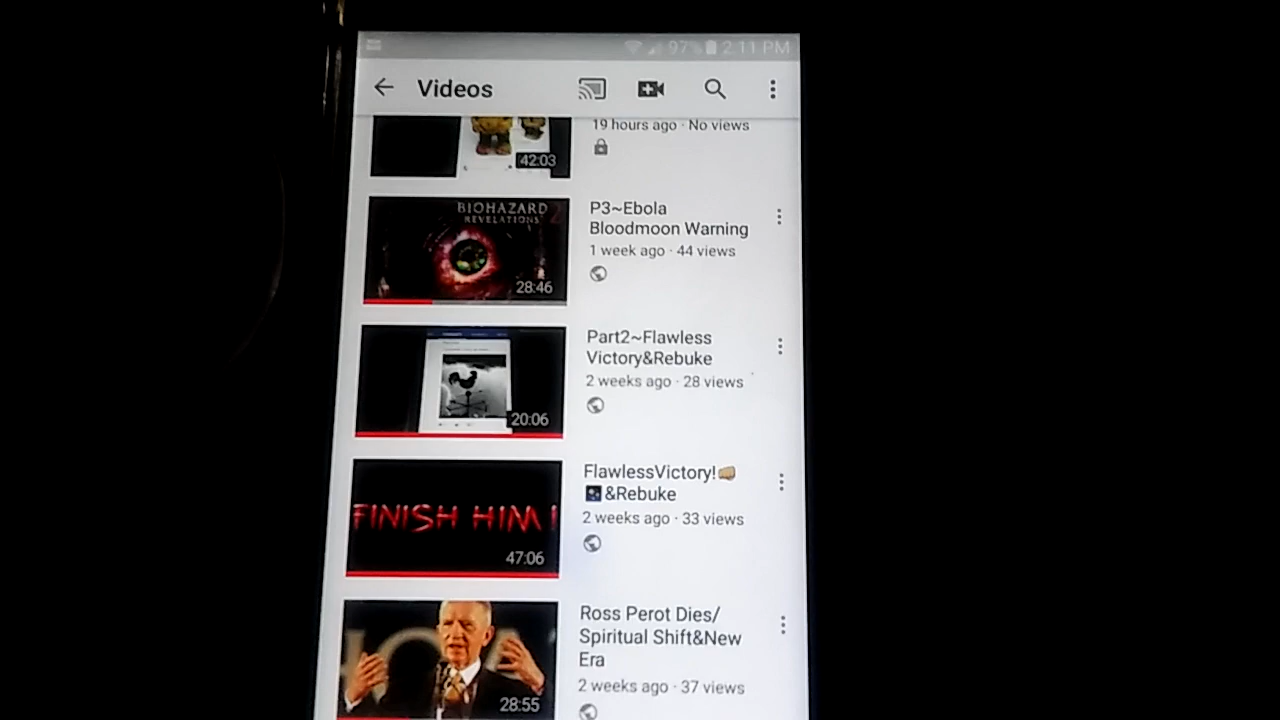 97% 2:11 PM
Videos
19 hours ago · No views
42:03
BIOHAZARD
REVELATIONS 2
28:46
P3~Ebola
Bloodmoon Warning
1 week ago · 44 views
20:06
Part2~Flawless
Victory&Rebuke
2 weeks ago · 28 views
FINISH HIM!
47:06
FlawlessVictory!👊
🌌&Rebuke
2 weeks ago · 33 views
28:55
Ross Perot Dies/
Spiritual Shift&New
Era
2 weeks ago · 37 views